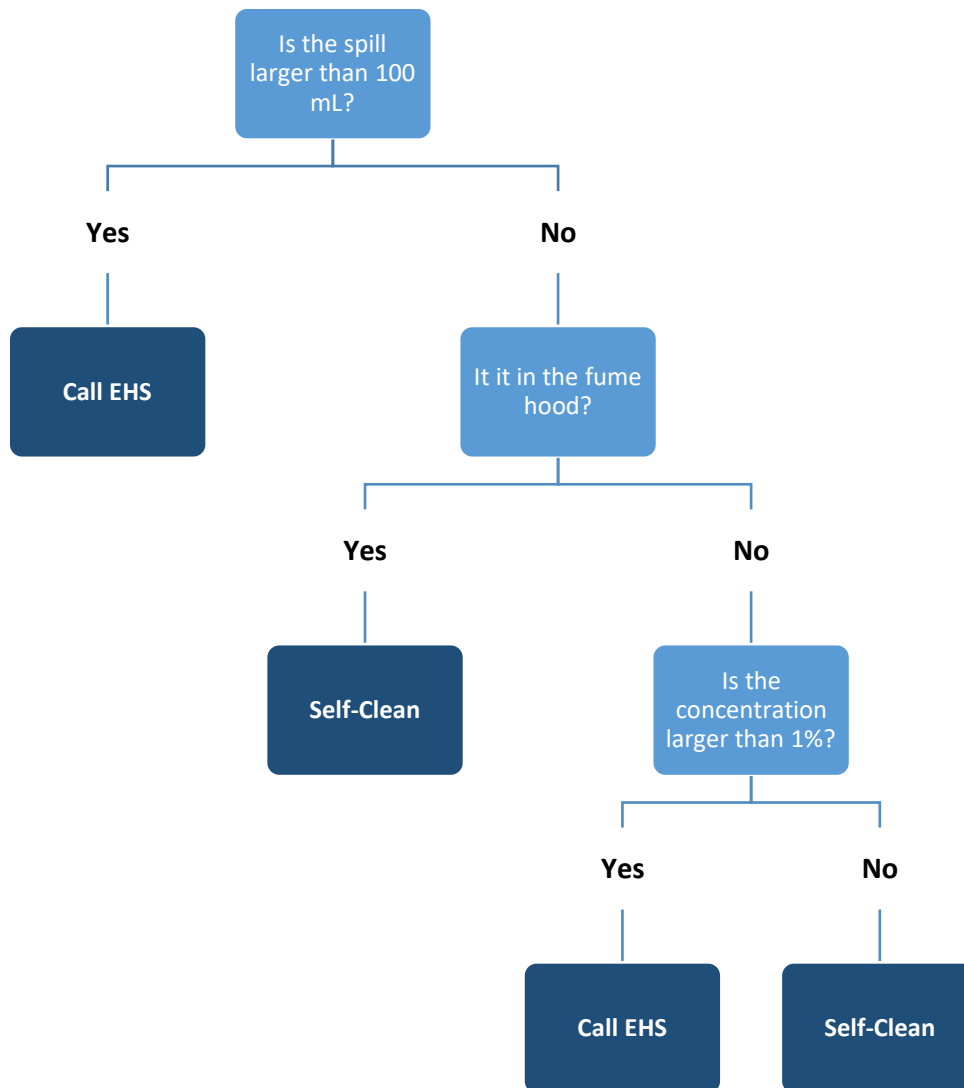 Is the spill
larger than 100
mL?
Yes
No
Call EHS
It it in the fume
hood?
Yes
No
Self-Clean
Is the
concentration
larger than 1%?
Yes
No
Call EHS
Self-Clean